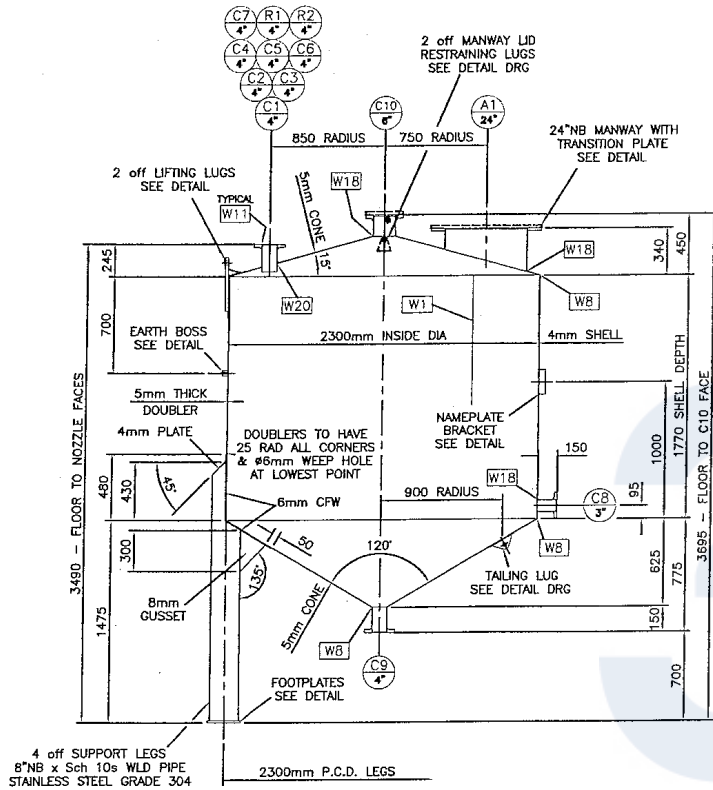 C7 R1 R2
4" 4" 4"
C4 C5 C6
4" 4" 4"
C2 C3
4" 4"
C1
4"
C10
6"
A1
24"
2 off MANWAY LID
RESTRAINING LUGS
SEE DETAIL DRG
850 RADIUS
750 RADIUS
24"NB MANWAY WITH
TRANSITION PLATE
SEE DETAIL
2 off LIFTING LUGS
SEE DETAIL
TYPICAL
W11
W18
5mm CONE
15°
W18
W20
W1
W8
245
700
340
450
EARTH BOSS
SEE DETAIL
2300mm INSIDE DIA
4mm SHELL
5mm THICK
DOUBLER
4mm PLATE
NAMEPLATE
BRACKET
SEE DETAIL
DOUBLERS TO HAVE
25 RAD ALL CORNERS
& ø6mm WEEP HOLE
AT LOWEST POINT
150
1000
1770 SHELL DEPTH
3490 - FLOOR TO NOZZLE FACES
3695 - FLOOR TO C10 FACE
480
430
45°
6mm CFW
900 RADIUS
W18
95
C8
3"
W8
300
50
120°
135°
8mm
GUSSET
5mm CONE
TAILING LUG
SEE DETAIL DRG
625
775
150
1475
W8
C9
4"
700
FOOTPLATES
SEE DETAIL
4 off SUPPORT LEGS
8"NB x Sch 10s WLD PIPE
STAINLESS STEEL GRADE 304
2300mm P.C.D. LEGS